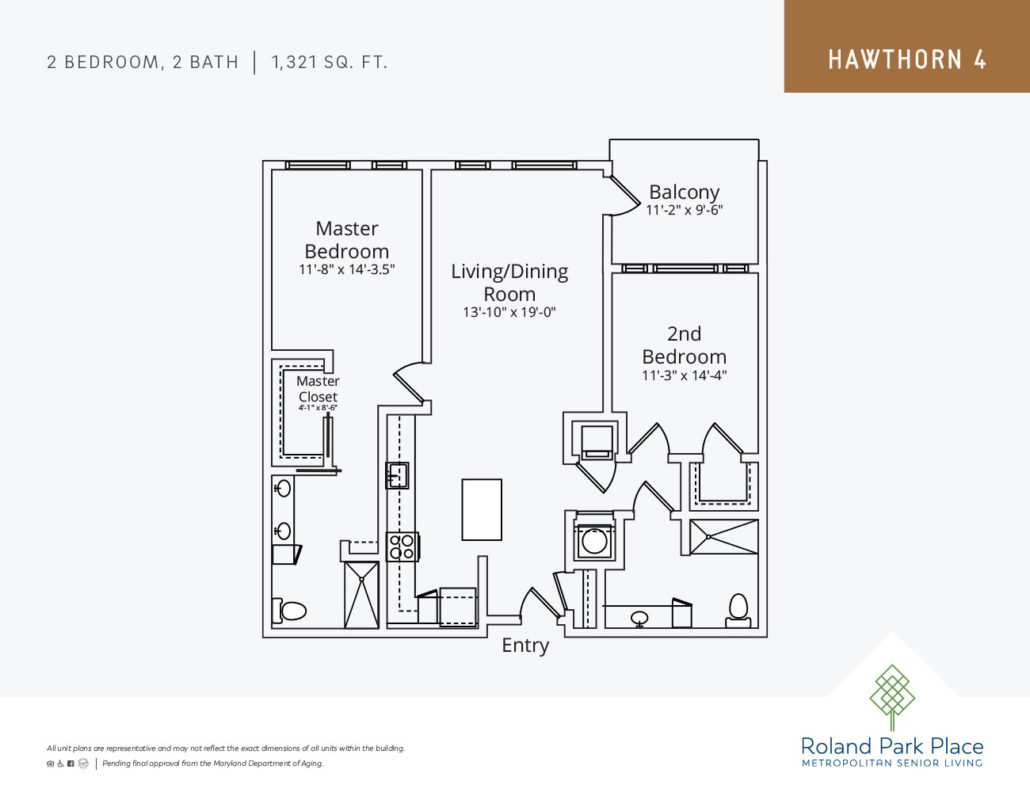 2 BEDROOM, 2 BATH | 1,321 SQ. FT.
HAWTHORN 4
Balcony
11'-2" x 9'-6"
Master
Bedroom
11'-8" x 14'-3.5"
Living/Dining
Room
13'-10" x 19'-0"
2nd
Bedroom
11'-3" x 14'-4"
Master
Closet
4'-1" x 8'-6"
Entry
All unit plans are representative and may not reflect the exact dimensions of all units within the building.
Pending final approval from the Maryland Department of Aging.
Roland Park Place
METROPOLITAN SENIOR LIVING